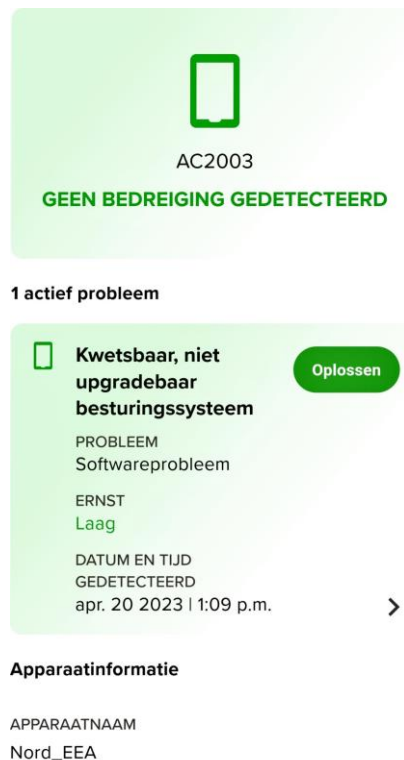 AC2003
GEEN BEDREIGING GEDETECTEERD
1 actief probleem
Kwetsbaar, niet
upgradebaar
besturingssysteem
Oplossen
PROBLEEM
Softwareprobleem
ERNST
Laag
DATUM EN TIJD
GEDETECTEERD
apr. 20 2023 | 1:09 p.m.
Apparaatinformatie
APPARAATNAAM
Nord_EEA